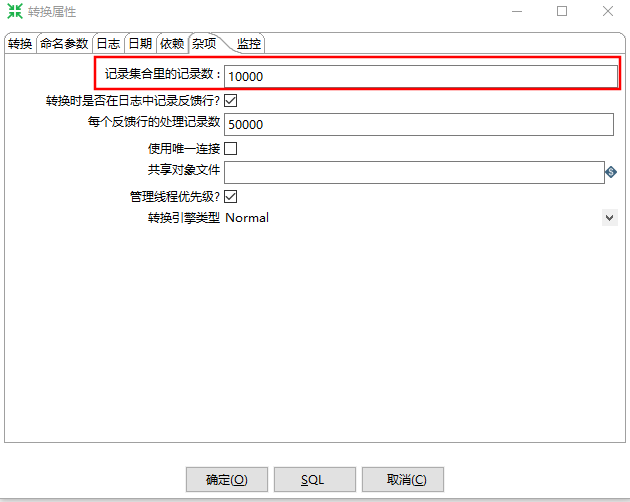 转换属性
转换 命名参数 日志 日期 依赖 杂项 监控
记录集合里的记录数： 10000
转换时是否在日志中记录反馈行?
每个反馈行的处理记录数 50000
使用唯一连接
共享对象文件
管理线程优先级?
转换引擎类型 Normal
确定(O) SQL 取消(C)